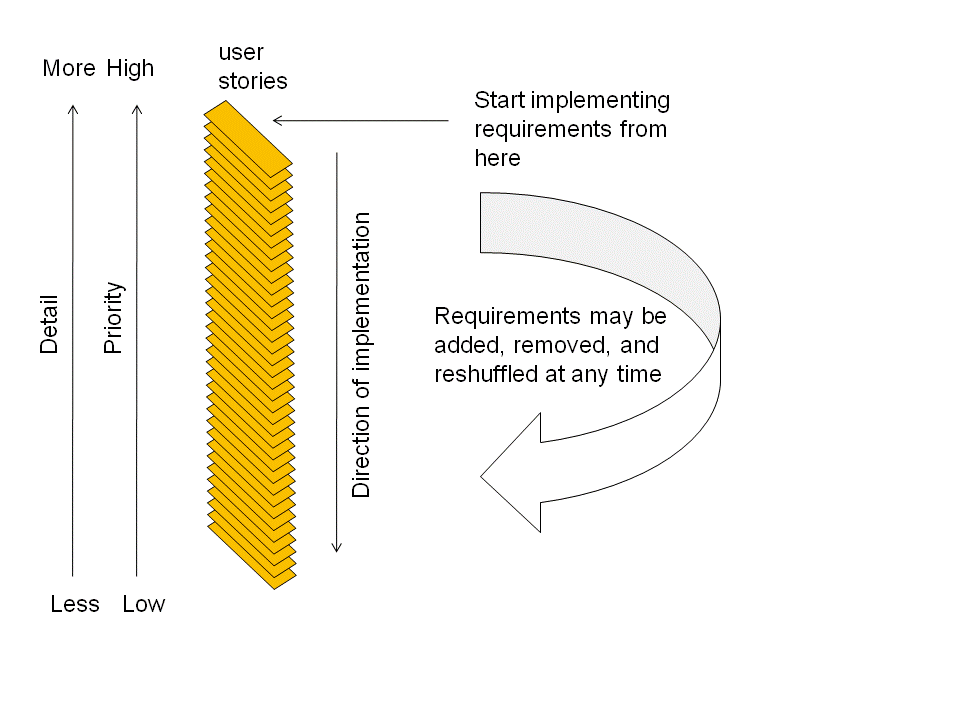 user
stories
More High
Start implementing
requirements from
here
Detail
Priority
Direction of implementation
Requirements may be
added, removed, and
reshuffled at any time
Less Low